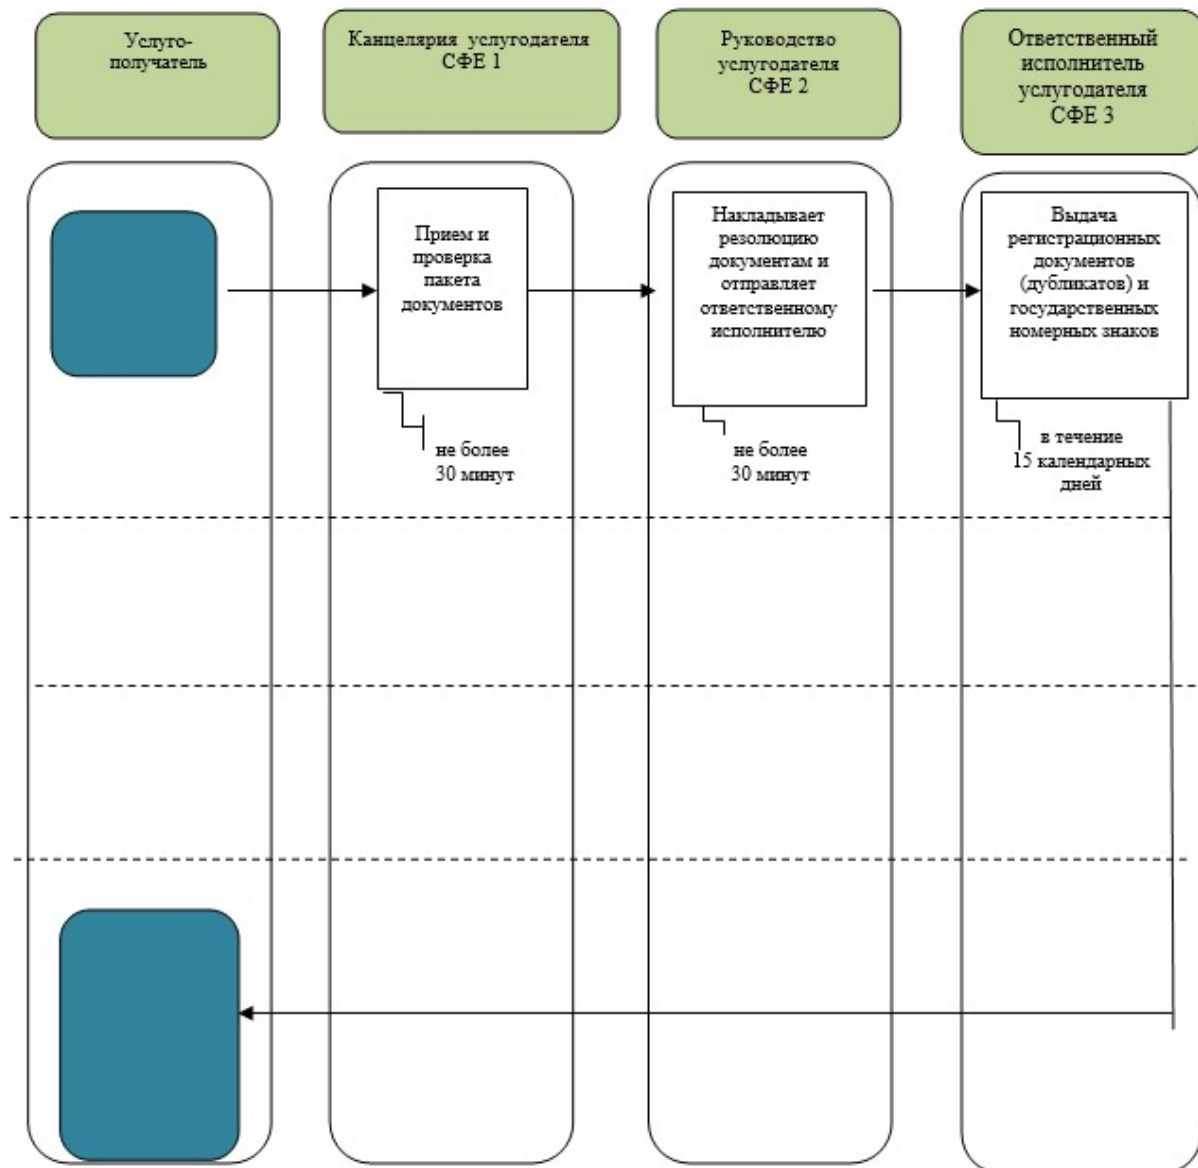 Услуго-
получатель
Канцелярия услугодателя
СФЕ 1
Руководство
услугодателя
СФЕ 2
Ответственный
исполнитель
услугодателя
СФЕ 3
Прием и
проверка
пакета
документов
не более
30 минут
Накладывает
резолюцию
документам и
отправляет
ответственному
исполнителю
не более
30 минут
Выдача
регистрационных
документов
(дубликатов) и
государственных
номерных знаков
в течение
15 календарных
дней